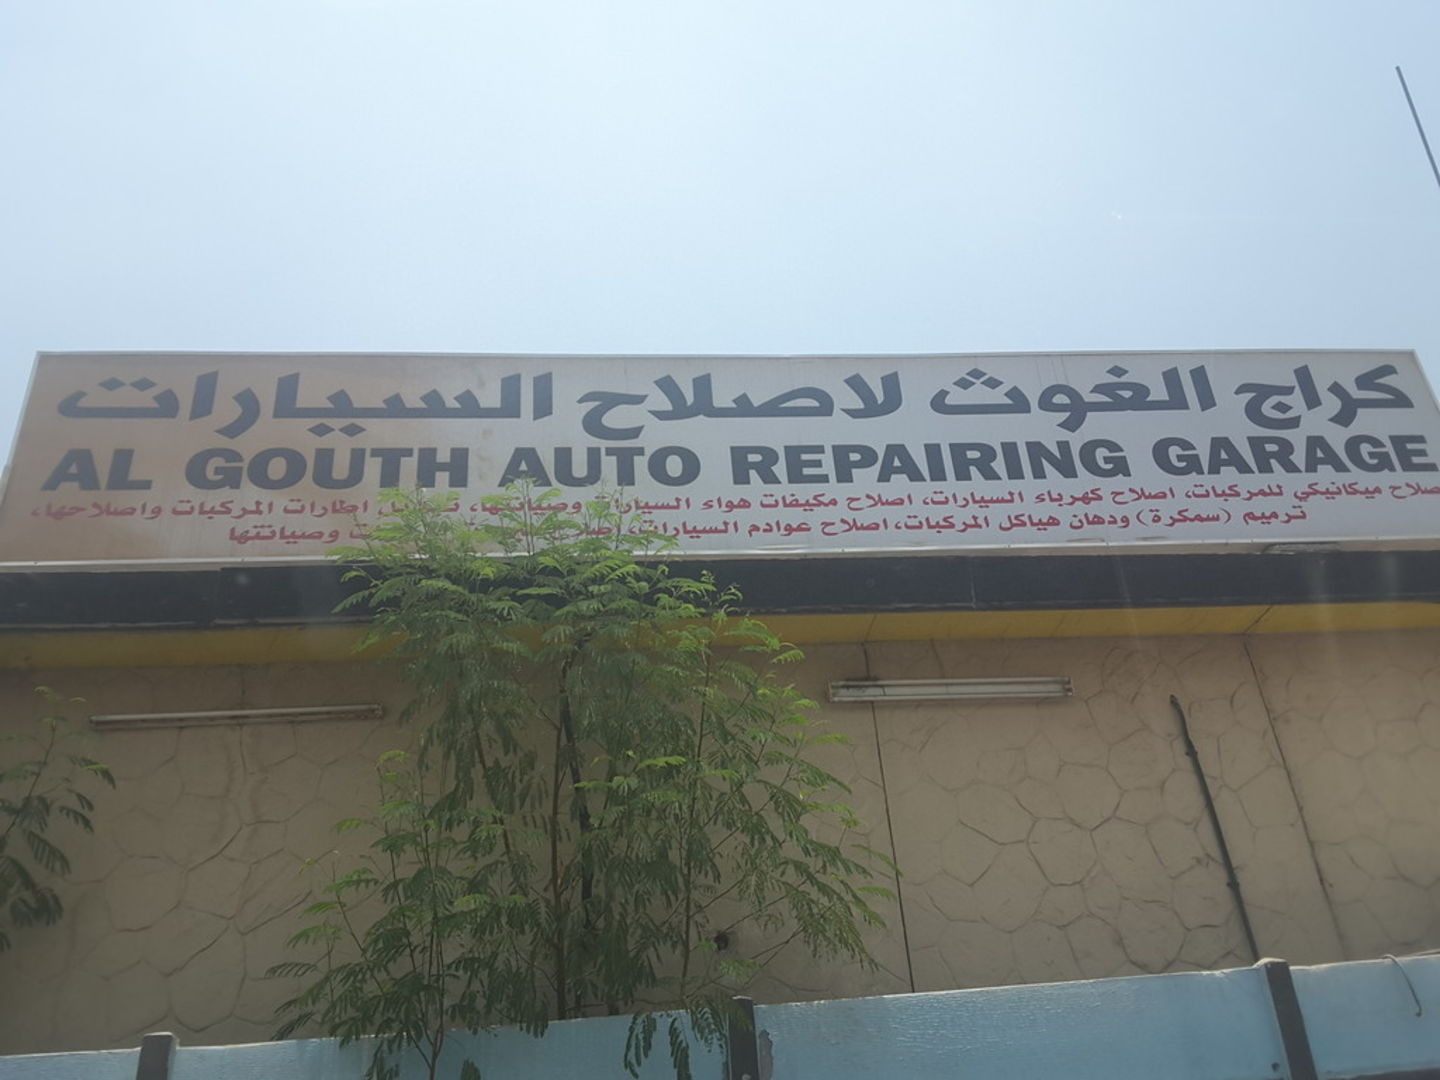 كراج الغوث لاصلاح السيارات
AL GOUTH AUTO REPAIRING GARAGE
ميكانيكي للمركبات، اصلاح كهرباء السيارات، اصلاح مكيفات هواء السيارات وصيانتها، اطارات المركبات واصلاحها،
ترميم (سمكرة) ودهان هياكل المركبات، اصلاح عوادم السيارات، وصيانتها